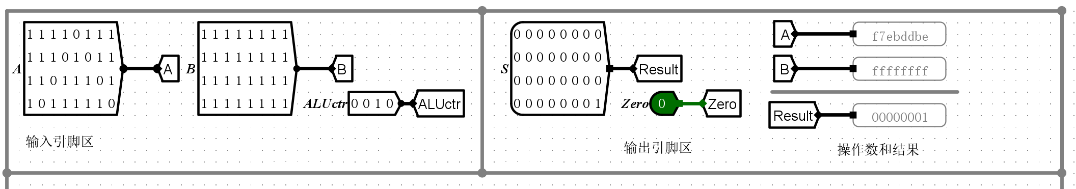 A 11110111 11101011 11011101 10111110 A
B 11111111 11111111 11111111 11111111 B
ALUctr 0010 ALUctr
输入引脚区
S 00000000 00000000 00000000 00000001 Result
Zero 0 Zero
输出引脚区
A f7ebddbe
B ffffffff
Result 00000001
操作数和结果